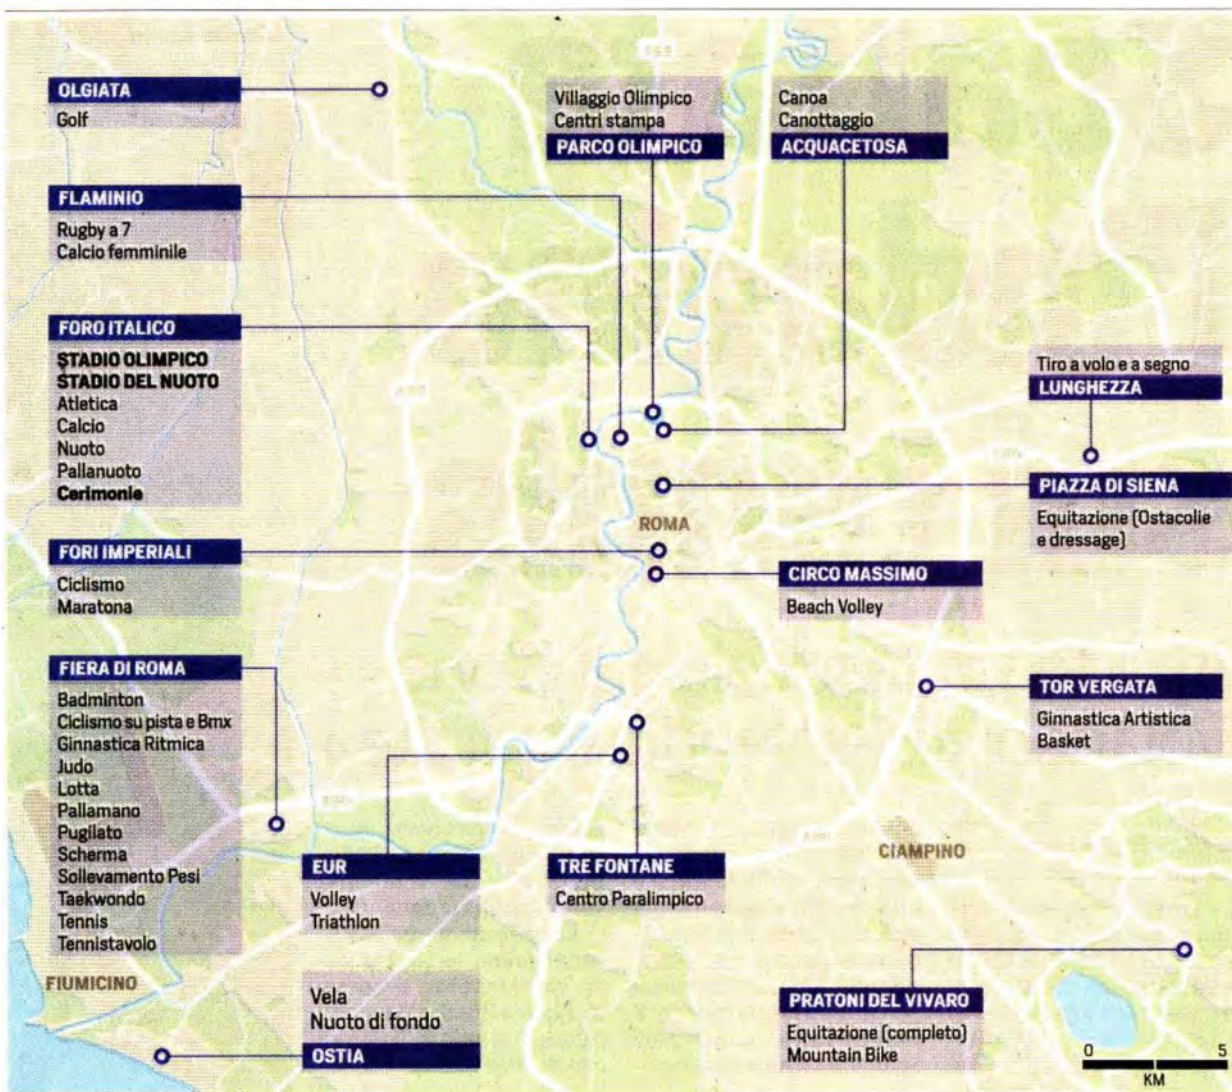 OLGIATA
Golf
FLAMINIO
Rugby a 7
Calcio femminile
FORO ITALICO
STADIO OLIMPICO
STADIO DEL NUOTO
Atletica
Calcio
Nuoto
Pallanuoto
Cerimonie
FORI IMPERIALI
Ciclismo
Maratona
FIERA DI ROMA
Badminton
Ciclismo su pista e Bmx
Ginnastica Ritmica
Judo
Lotta
Pallamano
Pugilato
Scherma
Sollevamento Pesi
Taekwondo
Tennis
Tennistavolo
FIUMICINO
Villaggio Olimpico
Centri stampa
PARCO OLIMPICO
Canoa
Canottaggio
ACQUACETOSA
Tiro a volo e a segno
LUNGHEZZA
PIAZZA DI SIENA
Equitazione (Ostacolie
e dressage)
ROMA
CIRCO MASSIMO
Beach Volley
TOR VERGATA
Ginnastica Artistica
Basket
EUR
Volley
Triathlon
TRE FONTANE
Centro Paralimpico
CIAMPINO
Vela
Nuoto di fondo
OSTIA
PRATONI DEL VIVARO
Equitazione (completo)
Mountain Bike
0 5
KM